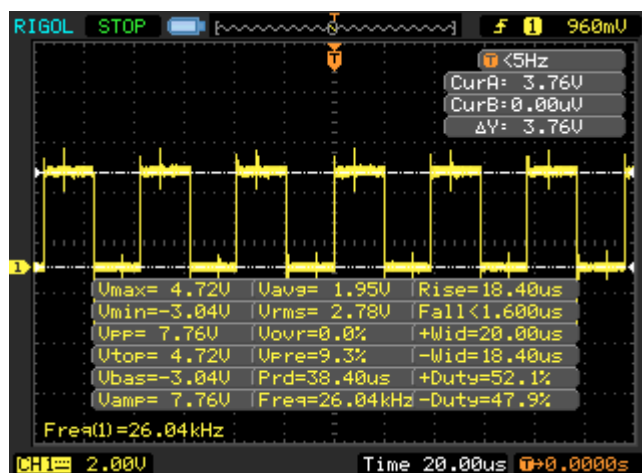 RIGOL STOP T f 1 960mV
T
T <5Hz
CurA: 3.76V
CurB:0.00uV
ΔY: 3.76V
1
Vmax= 4.72V Vavg= 1.95V Rise=18.40us
Vmin=-3.04V Vrms= 2.78V Fall<1.600us
Vpp= 7.76V Vovr=0.0% +Wid=20.00us
Vtop= 4.72V Vpre=9.3% -Wid=18.40us
Vbas=-3.04V Prd=38.40us +Duty=52.1%
Vamp= 7.76V Freq=26.04kHz -Duty=47.9%
Freq(1)=26.04kHz
CH1 2.00V Time 20.00us T→0.0000s